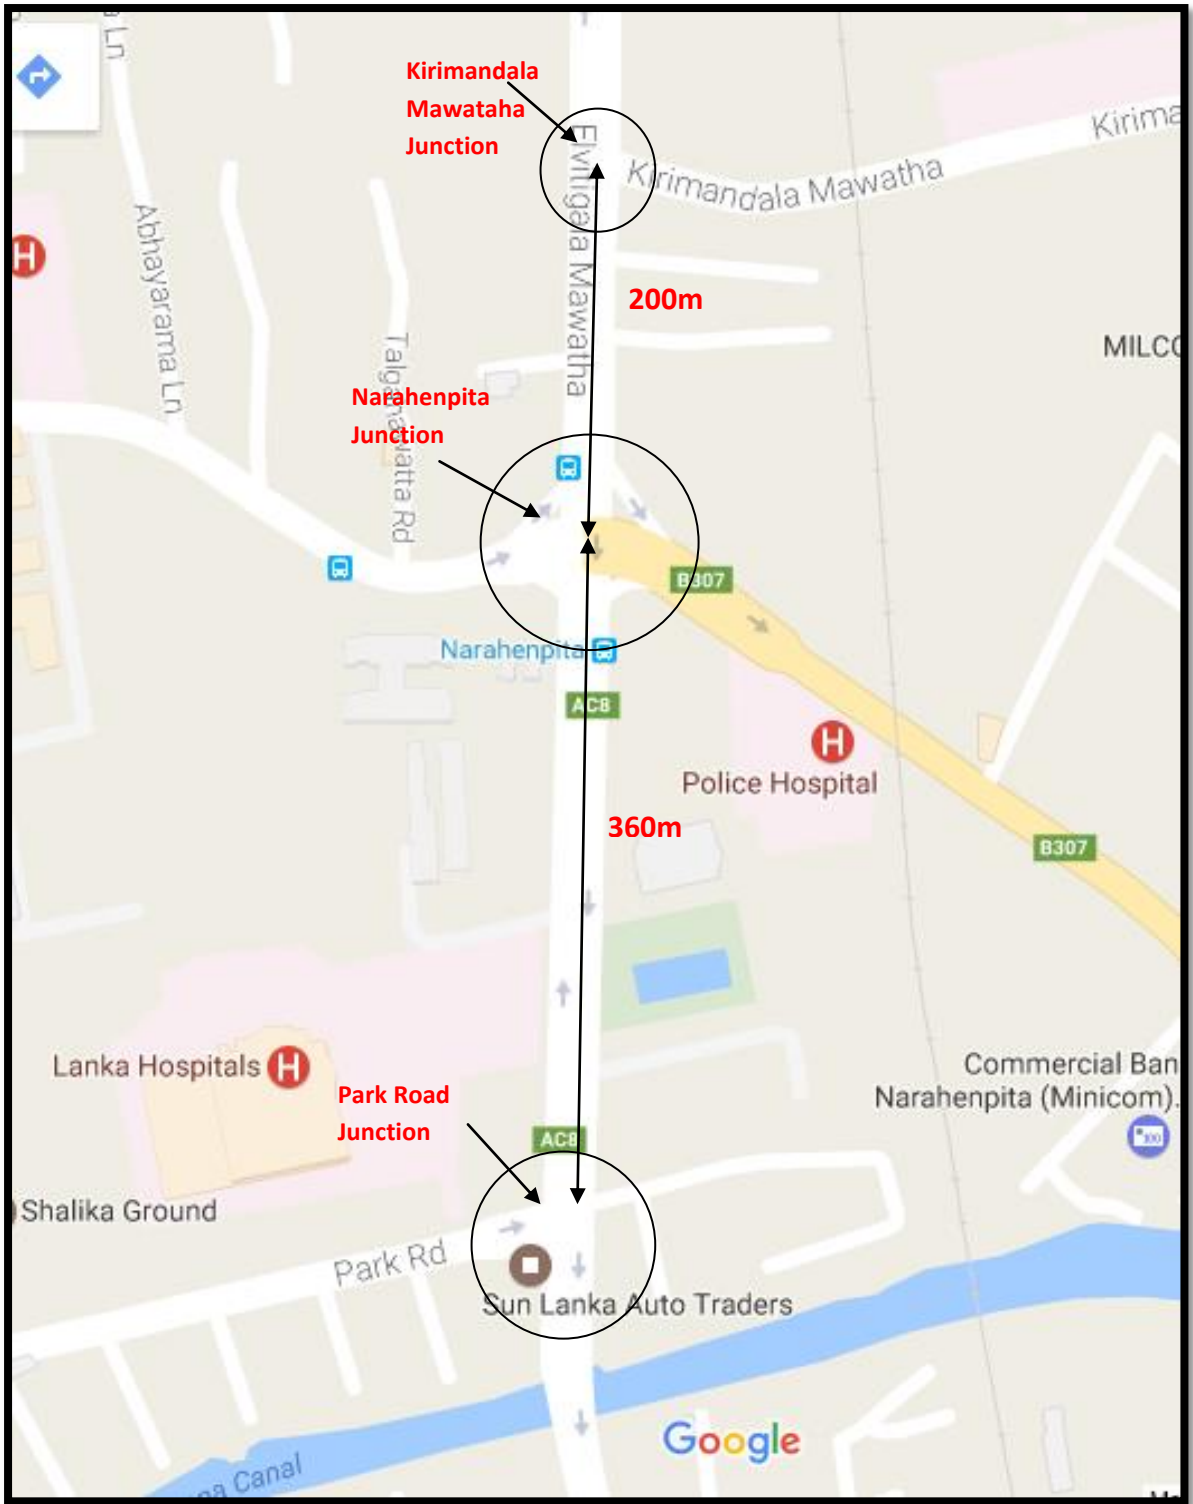 a Ln
Kirimandala
Mawataha
Junction
Kirima
Kirimandala Mawatha
Elvitigala Mawatha
H
Abhayarama Ln
200m
Talgahawatta Rd
MILCO
Narahenpita
Junction
B307
Narahenpita
AC8
H
Police Hospital
360m
B307
Lanka Hospitals H
Commercial Ban
Narahenpita (Minicom).
Park Road
Junction
AC8
Shalika Ground
Park Rd
Sun Lanka Auto Traders
Google
na Canal